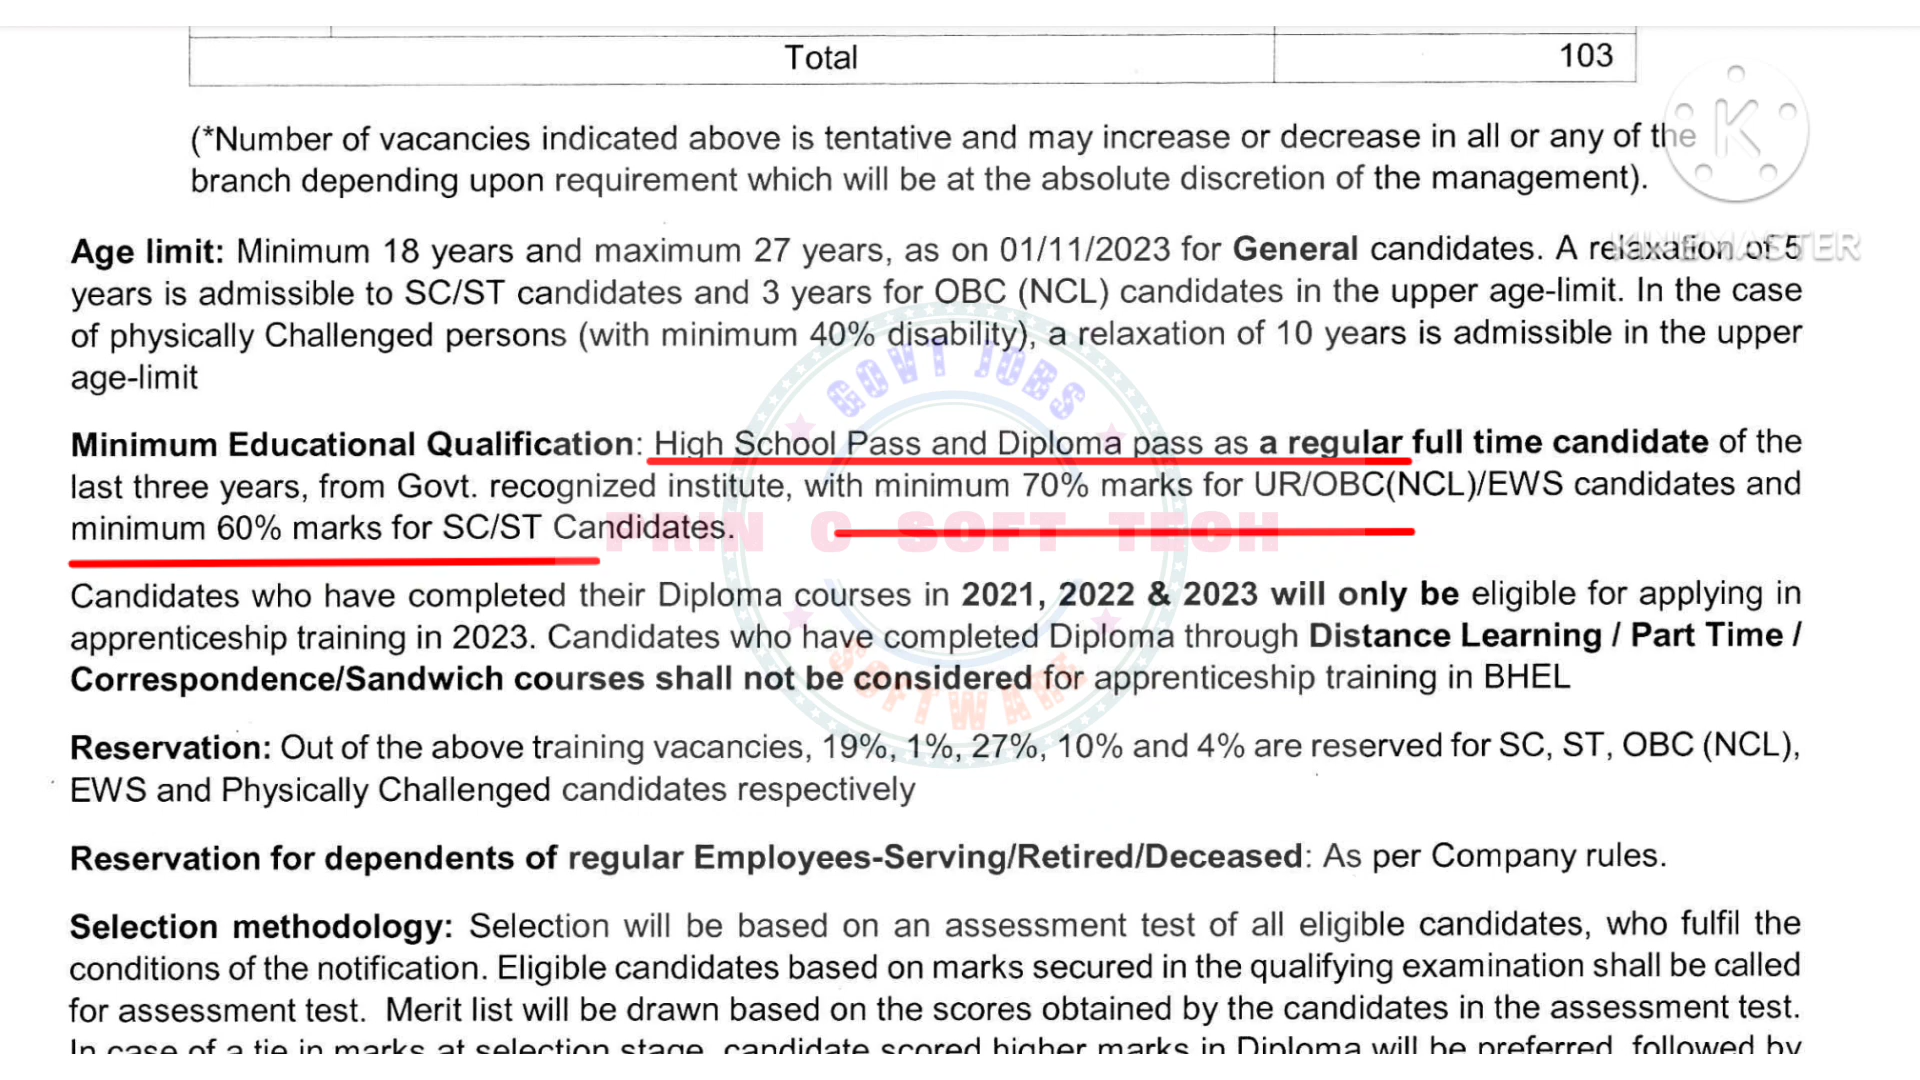 Total 103
(*Number of vacancies indicated above is tentative and may increase or decrease in all or any of the
branch depending upon requirement which will be at the absolute discretion of the management).
K
KINEMASTER
Age limit: Minimum 18 years and maximum 27 years, as on 01/11/2023 for General candidates. A relaxation of 5
years is admissible to SC/ST candidates and 3 years for OBC (NCL) candidates in the upper age-limit. In the case
of physically Challenged persons (with minimum 40% disability), a relaxation of 10 years is admissible in the upper
age-limit
GOVT JOBS
Minimum Educational Qualification: High School Pass and Diploma pass as a regular full time candidate of the
last three years, from Govt. recognized institute, with minimum 70% marks for UR/OBC(NCL)/EWS candidates and
minimum 60% marks for SC/ST Candidates.
PRIN C SOFT TECH
Candidates who have completed their Diploma courses in 2021, 2022 & 2023 will only be eligible for applying in
apprenticeship training in 2023. Candidates who have completed Diploma through Distance Learning / Part Time /
Correspondence/Sandwich courses shall not be considered for apprenticeship training in BHEL
SOFTWARE
Reservation: Out of the above training vacancies, 19%, 1%, 27%, 10% and 4% are reserved for SC, ST, OBC (NCL),
EWS and Physically Challenged candidates respectively
Reservation for dependents of regular Employees-Serving/Retired/Deceased: As per Company rules.
Selection methodology: Selection will be based on an assessment test of all eligible candidates, who fulfil the
conditions of the notification. Eligible candidates based on marks secured in the qualifying examination shall be called
for assessment test. Merit list will be drawn based on the scores obtained by the candidates in the assessment test.
In case of a tie in marks at selection stage, candidate scored higher marks in Diploma will be preferred, followed by